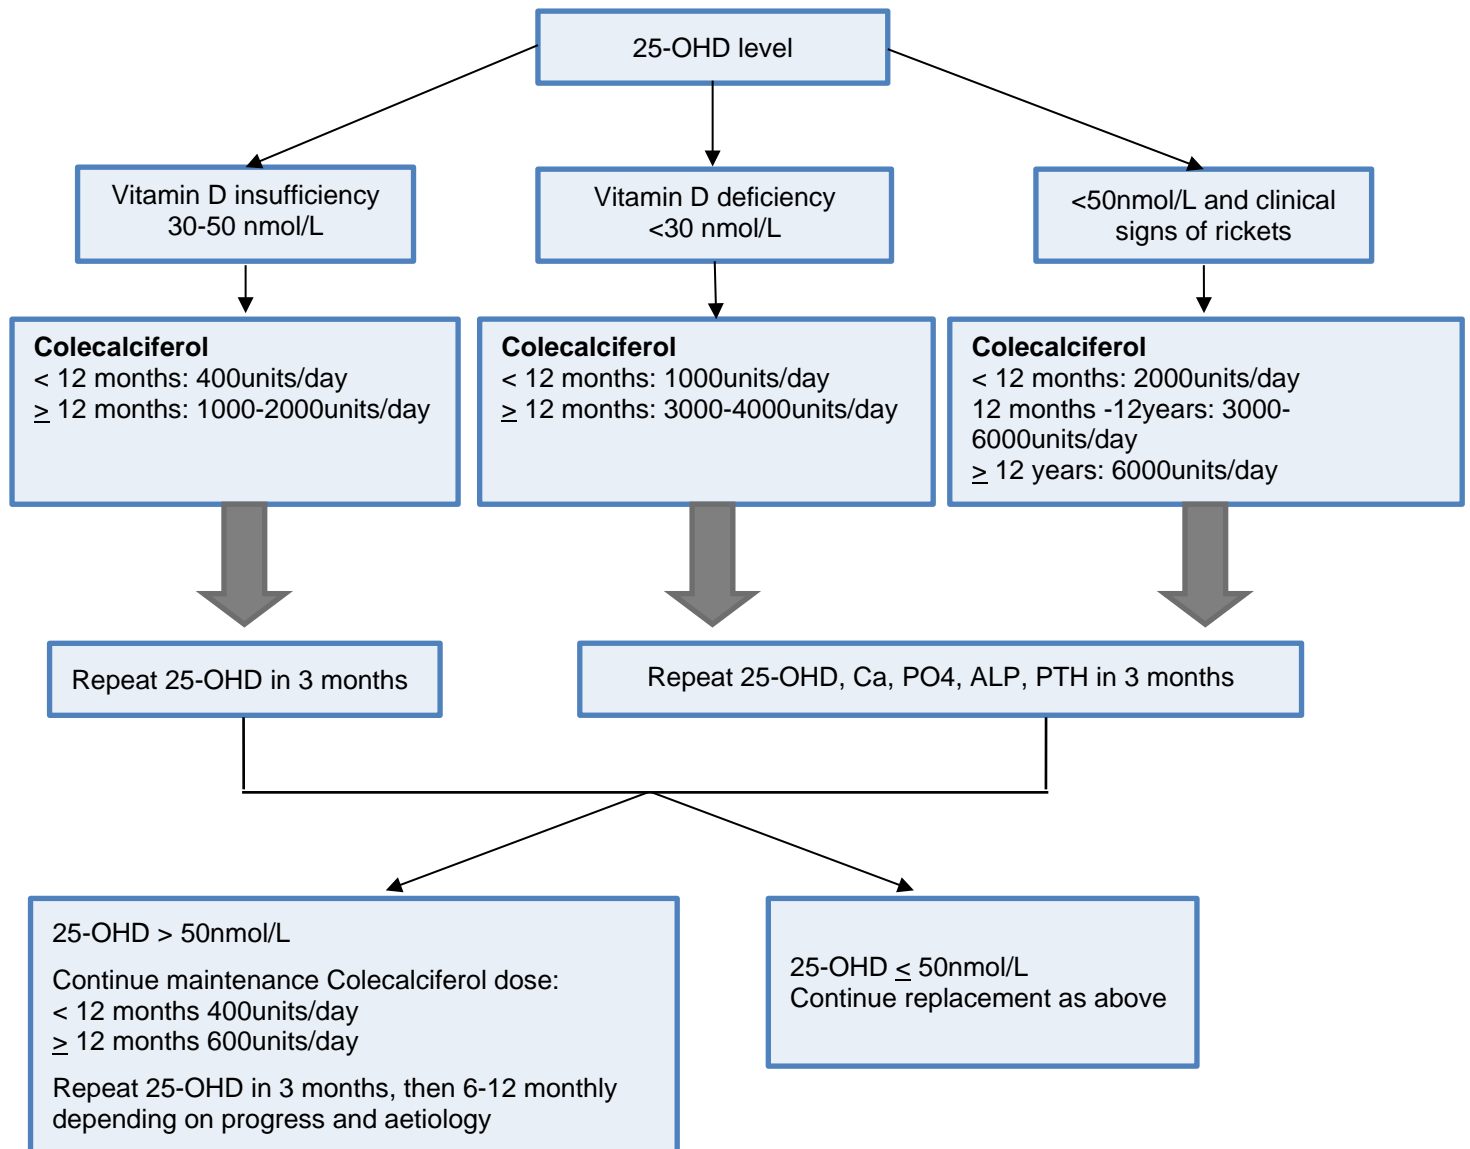 25-OHD level
Vitamin D insufficiency
30-50 nmol/L
Vitamin D deficiency
<30 nmol/L
<50nmol/L and clinical
signs of rickets
Colecalciferol
< 12 months: 400units/day
≥ 12 months: 1000-2000units/day
Colecalciferol
< 12 months: 1000units/day
≥ 12 months: 3000-4000units/day
Colecalciferol
< 12 months: 2000units/day
12 months -12years: 3000-
6000units/day
≥ 12 years: 6000units/day
Repeat 25-OHD in 3 months
Repeat 25-OHD, Ca, PO4, ALP, PTH in 3 months
25-OHD > 50nmol/L
Continue maintenance Colecalciferol dose:
< 12 months 400units/day
≥ 12 months 600units/day
Repeat 25-OHD in 3 months, then 6-12 monthly
depending on progress and aetiology
25-OHD ≤ 50nmol/L
Continue replacement as above